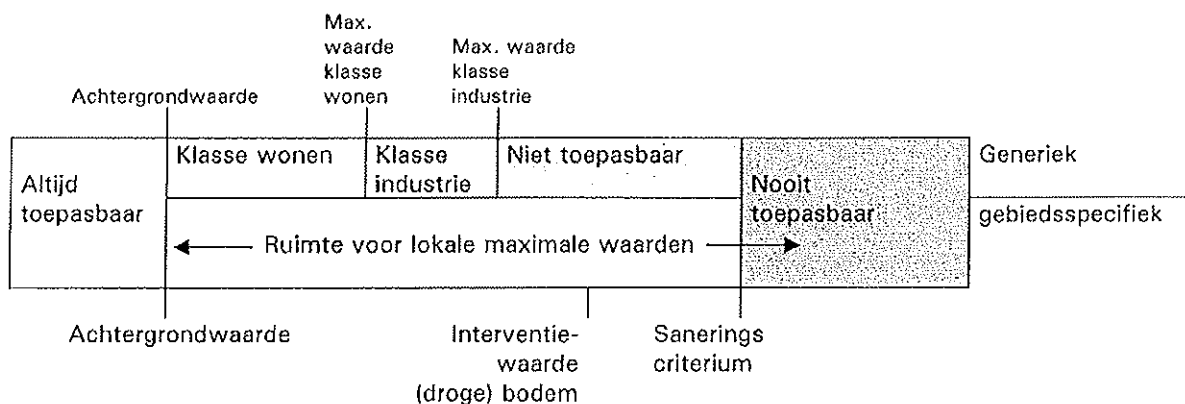 Max.
waarde
klasse
wonen
Max. waarde
klasse
industrie
Achtergrondwaarde
Altijd
toepasbaar
Klasse wonen
Klasse
industrie
Niet toepasbaar
Nooit
toepasbaar
Generiek
gebiedsspecifiek
Ruimte voor lokale maximale waarden
Achtergrondwaarde
Interventie-
waarde
(droge) bodem
Sanerings
criterium